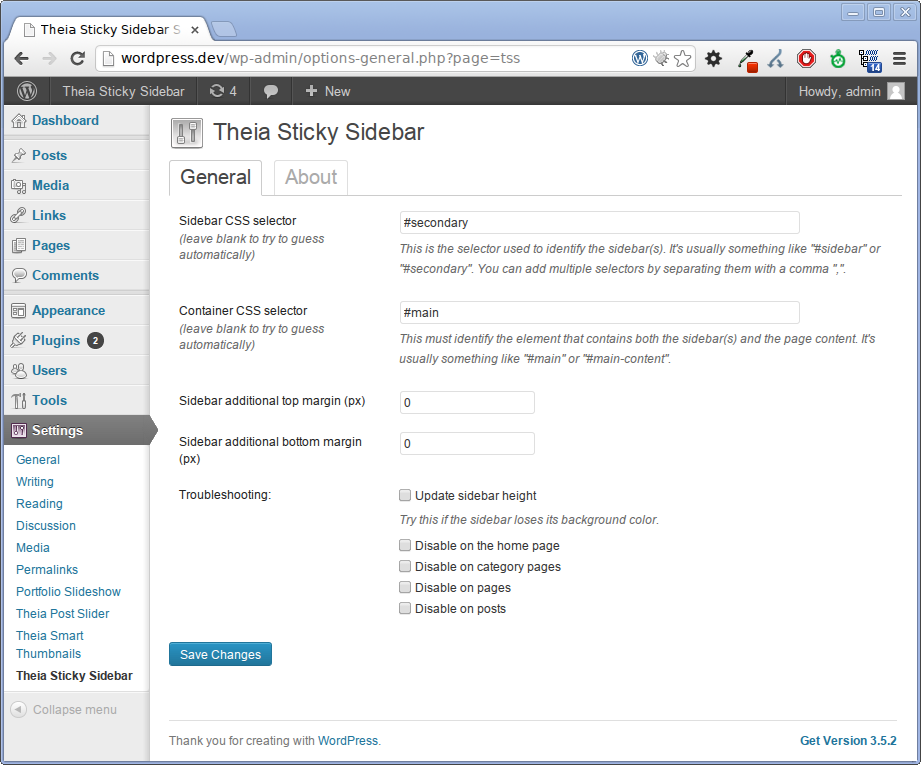 Theia Sticky Sidebar S
wordpress.dev/wp-admin/options-general.php?page=tss
14
Theia Sticky Sidebar
4
New
Howdy, admin
Dashboard
Posts
Media
Links
Pages
Comments
Appearance
Plugins 2
Users
Tools
Settings
General
Writing
Reading
Discussion
Media
Permalinks
Portfolio Slideshow
Theia Post Slider
Theia Smart
Thumbnails
Theia Sticky Sidebar
Collapse menu
Theia Sticky Sidebar
General About
Sidebar CSS selector
(leave blank to try to guess
automatically)
#secondary
This is the selector used to identify the sidebar(s). It's usually something like "#sidebar" or
"#secondary". You can add multiple selectors by separating them with a comma ",".
Container CSS selector
(leave blank to try to guess
automatically)
#main
This must identify the element that contains both the sidebar(s) and the page content. It's
usually something like "#main" or "#main-content".
Sidebar additional top margin (px)
0
Sidebar additional bottom margin
(px)
0
Troubleshooting:
Update sidebar height
Try this if the sidebar loses its background color.
Disable on the home page
Disable on category pages
Disable on pages
Disable on posts
Save Changes
Thank you for creating with WordPress.
Get Version 3.5.2